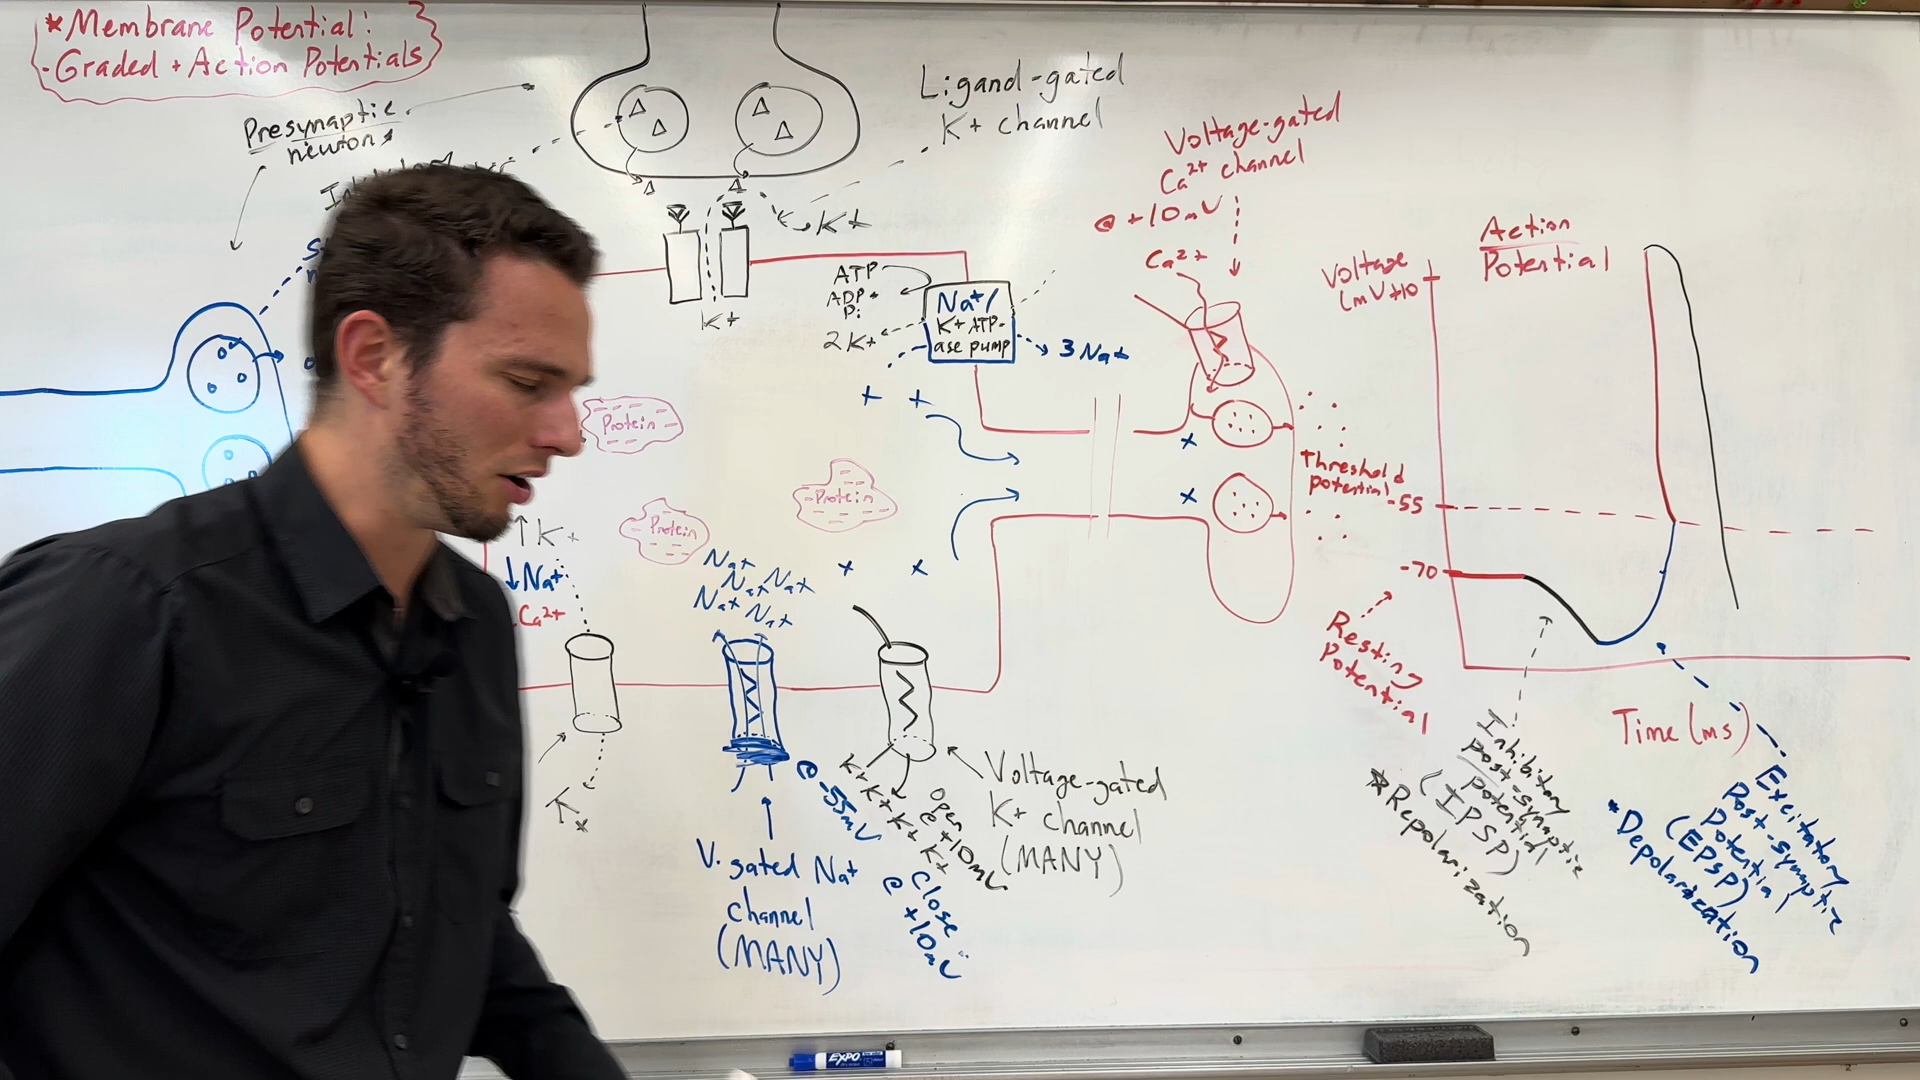 *Membrane Potential:
-Graded + Action Potentials
Presynaptic
neurons
Ligand-gated
K+ channel
K+
K+
ATP
ADP+
Pi
2K+
Na+/
K+ ATP-
ase pump
3 Na+
Voltage-gated
Ca2+ channel
@ +10mV
Ca2+
Protein
Protein
Protein
↑K+
↓Na+
Ca2+
K+
Na+
Na+ Na+
Na+ Na+
@ -55mV
V. gated Na+
channel
(MANY)
Close
@ +10mV
K+ K+ K+ K+ K+
Open
@ +10mV
Voltage-gated
K+ channel
(MANY)
Action
Potential
Voltage
(mV)
+10
Threshold
potential
-55
-70
Resting
Potential
Time (ms)
Inhibitory
Post-synaptic
potential
(IPSP)
*Repolarization
Excitatory
Post-synaptic
Potential
(EPSP)
*Depolarization
EXPO